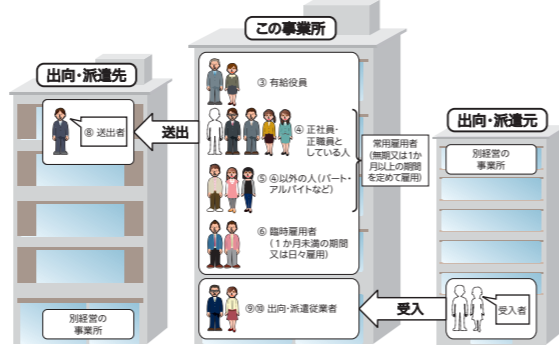 この事業所
出向・派遣先
⑧ 送出者
送出
③ 有給役員
④ 正社員・
正職員と
している人
⑤ ④以外の人（パート・
アルバイトなど）
常用雇用者
（無期又は1か
月以上の期間
を定めて雇用）
⑥ 臨時雇用者
（１か月未満の期間
又は日々雇用）
⑨⑩ 出向・派遣従業者
別経営の
事業所
出向・派遣元
別経営の
事業所
受入
受入者